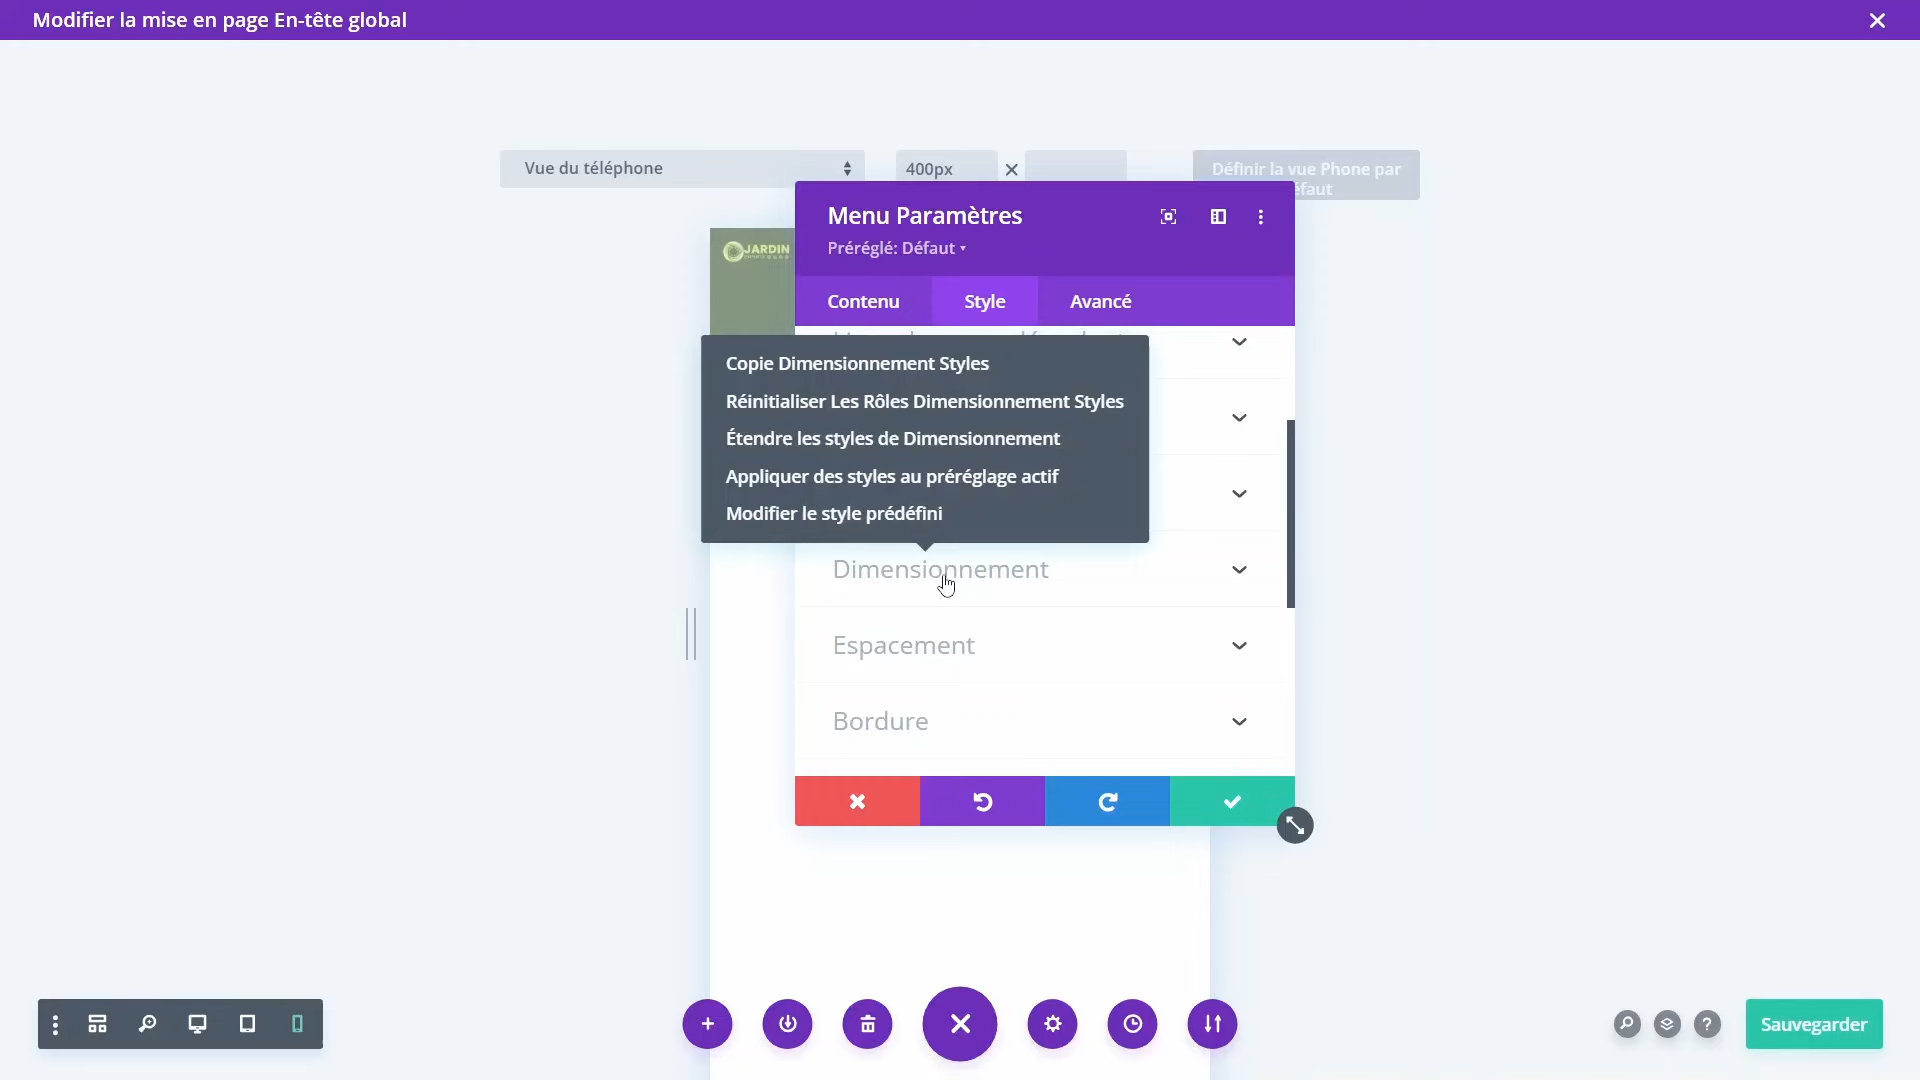 Modifier la mise en page En-tête global
Vue du téléphone
400px
Définir la vue Phone par
éfaut
JARDIN
Menu Paramètres
Préréglé: Défaut
Contenu
Style
Avancé
Copie Dimensionnement Styles
Réinitialiser Les Rôles Dimensionnement Styles
Étendre les styles de Dimensionnement
Appliquer des styles au préréglage actif
Modifier le style prédéfini
Dimensionnement
Espacement
Bordure
Sauvegarder